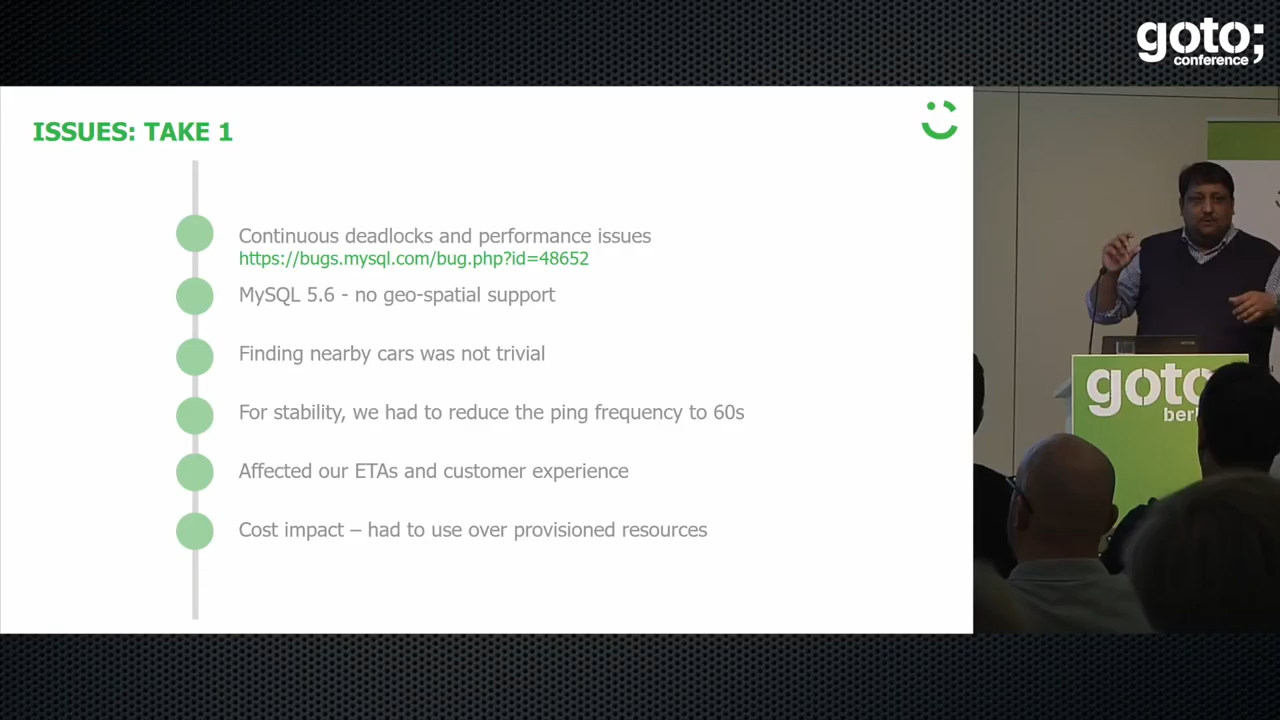 goto;
conference
ISSUES: TAKE 1
Continuous deadlocks and performance issues
https://bugs.mysql.com/bug.php?id=48652
MySQL 5.6 - no geo-spatial support
Finding nearby cars was not trivial
For stability, we had to reduce the ping frequency to 60s
Affected our ETAs and customer experience
Cost impact – had to use over provisioned resources
goto
berl